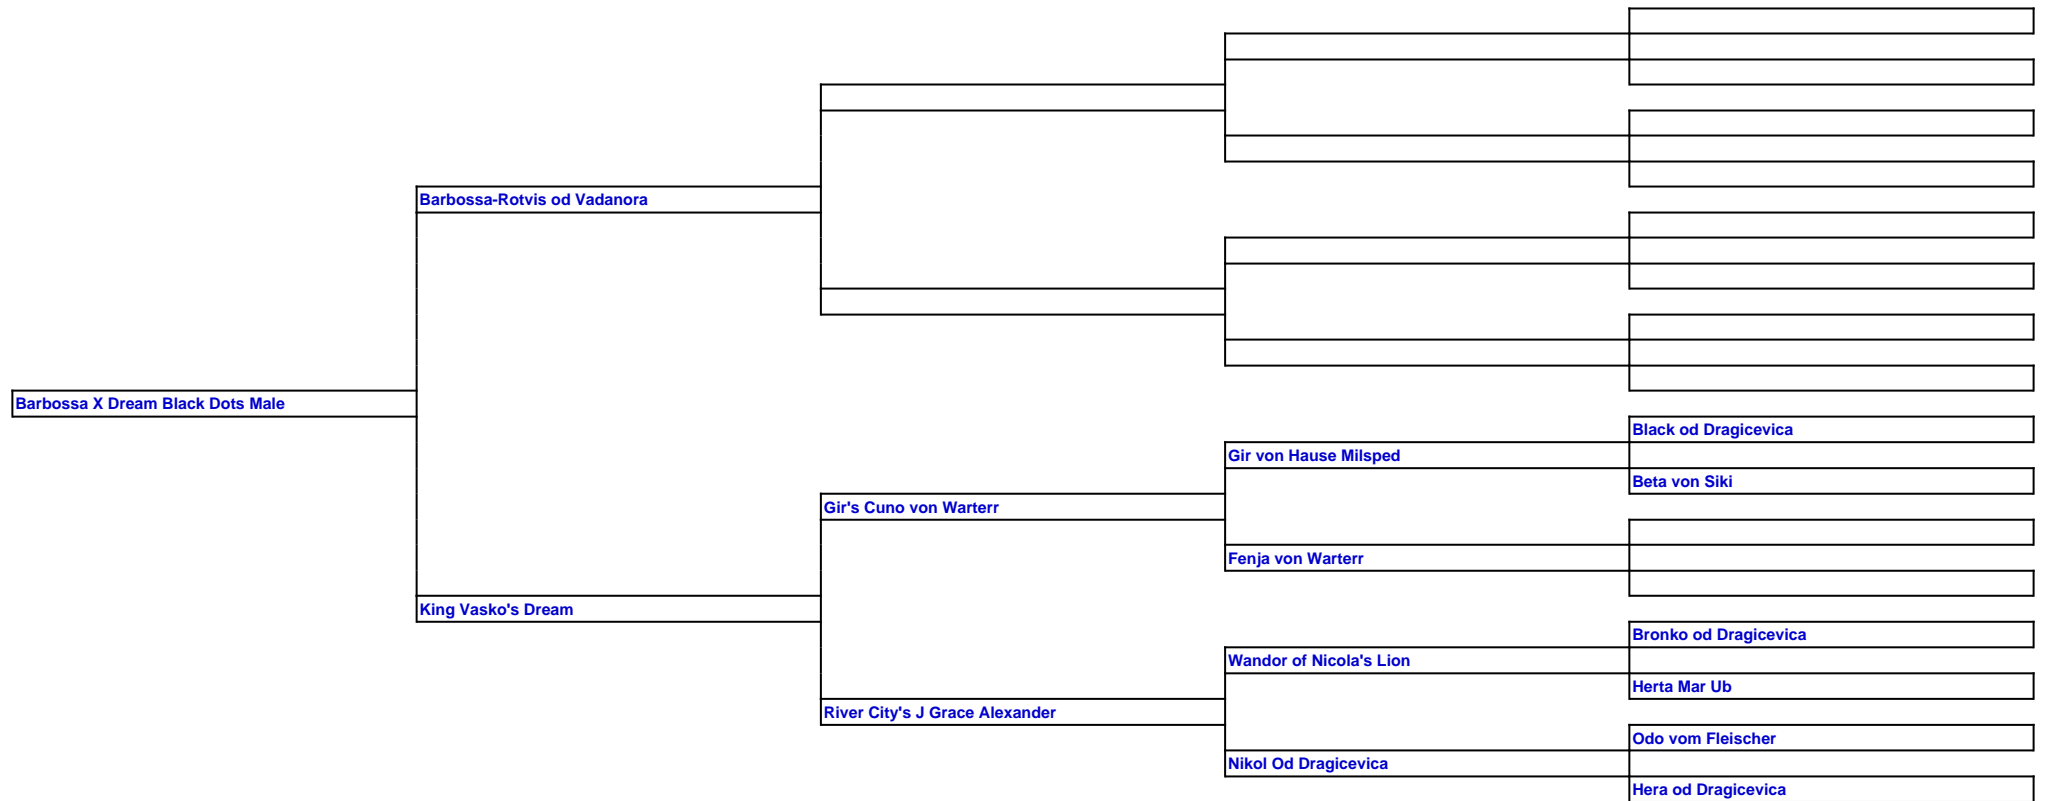 Barbossa-Rotvis od Vadanora
Barbossa X Dream Black Dots Male
Black od Dragicevica
Gir von Hause Milsped
Beta von Siki
Gir's Cuno von Warterr
Fenja von Warterr
King Vasko's Dream
Bronko od Dragicevica
Wandor of Nicola's Lion
Herta Mar Ub
River City's J Grace Alexander
Odo vom Fleischer
Nikol Od Dragicevica
Hera od Dragicevica